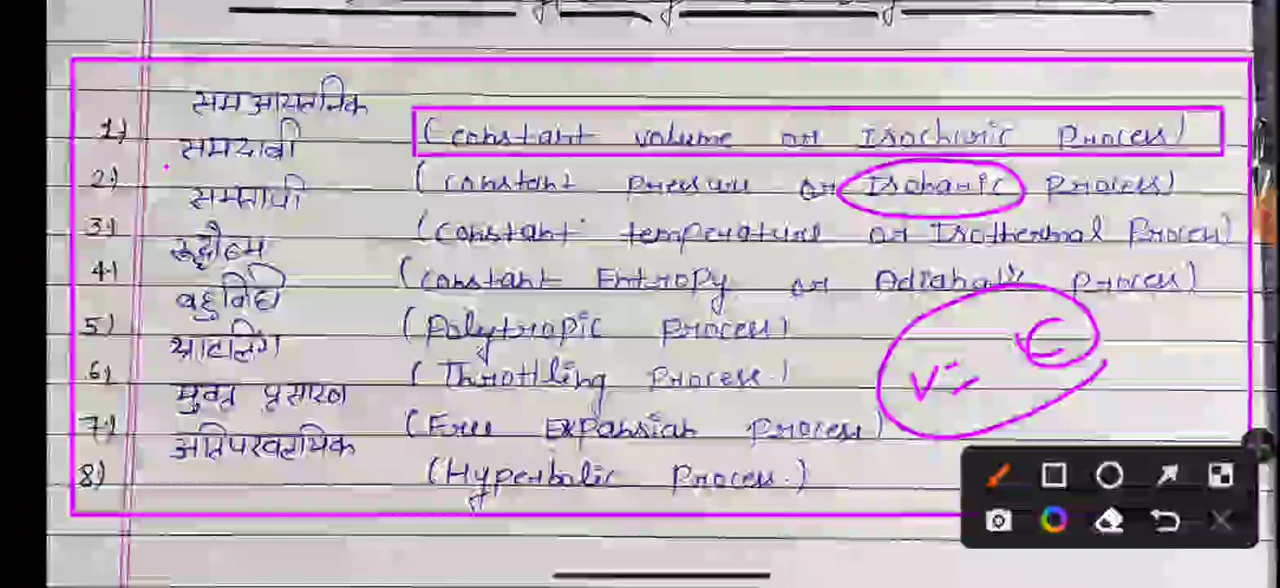 सम आयतनिक
1) (constant volume or Isochoric Process)
समदाबी
2) (constant pressure or Isobaric Process)
समतापी
3) (constant temperature or Isothermal Process)
रूद्धोष्म
4) (constant Entropy or Adiabatic Process)
बहुविधि
5) (Polytropic Process)
थ्राटलिंग
6) (Throttling Process.)
V = C
मुक्त प्रसारण
7) (Free Expansion Process)
अतिपरवलयिक
8) (Hyperbolic Process.)